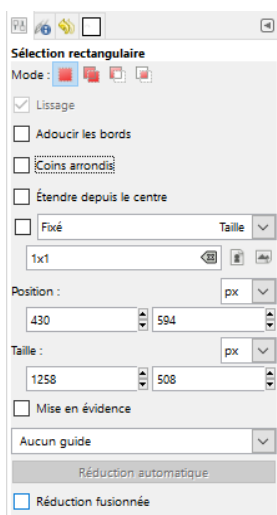 Sélection rectangulaire
Mode :
Lissage
Adoucir les bords
Coins arrondis
Étendre depuis le centre
Fixé Taille
1x1
Position : px
430 594
Taille : px
1258 508
Mise en évidence
Aucun guide
Réduction automatique
Réduction fusionnée